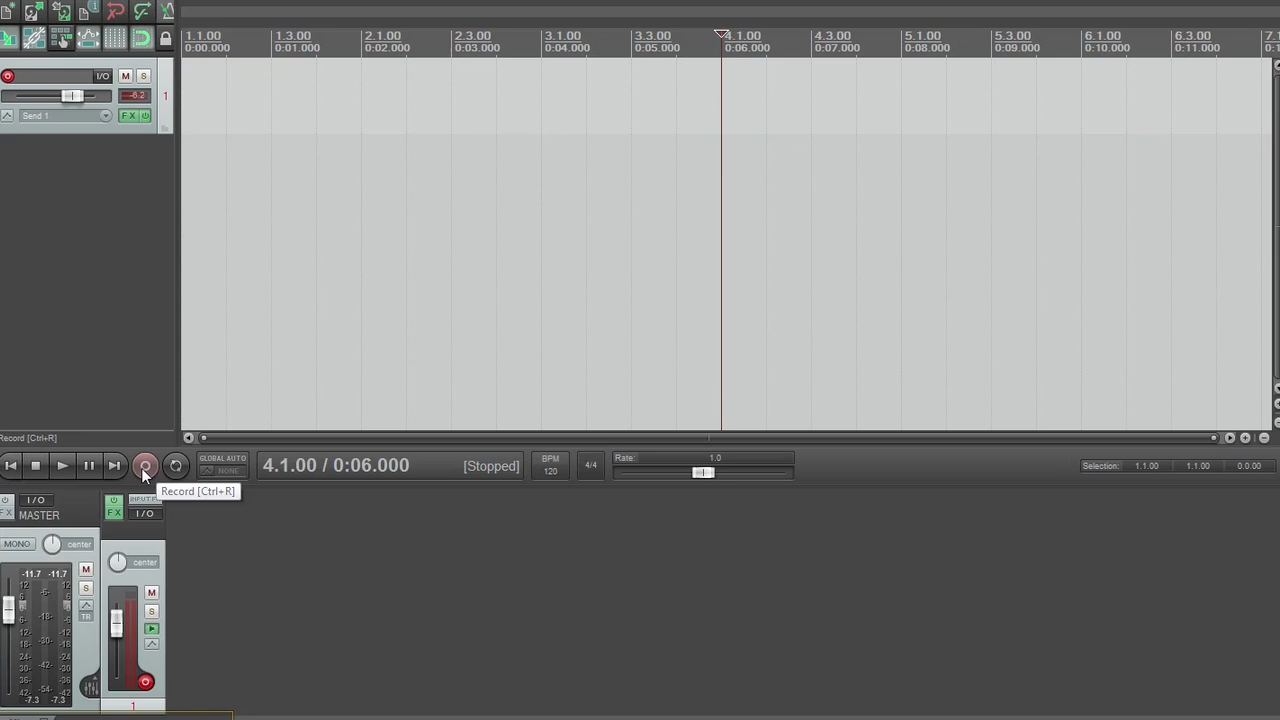 1.1.00 1.3.00 2.1.00 2.3.00 3.1.00 3.3.00 4.1.00 4.3.00 5.1.00 5.3.00 6.1.00 6.3.00
0:00.000 0:01.000 0:02.000 0:03.000 0:04.000 0:05.000 0:06.000 0:07.000 0:08.000 0:09.000 0:10.000 0:11.000
I/O M S
-6.2 1
Send 1 FX
Record [Ctrl+R]
GLOBAL AUTO
NONE
4.1.00 / 0:06.000 [Stopped]
BPM
120
4/4
Rate: 1.0
Selection: 1.1.00 1.1.00 0.0.00
Record [Ctrl+R]
I/O
FX MASTER
FX I/O
MONO center
center
-11.7 -11.7
M
S
TR
M
S
12 -6- 12
6 6
6- -18- -6
12- -12
18- -30- -18
24- -24
30- -42- -30
36- -36
42- -54- -42
-7.3 -7.3
1